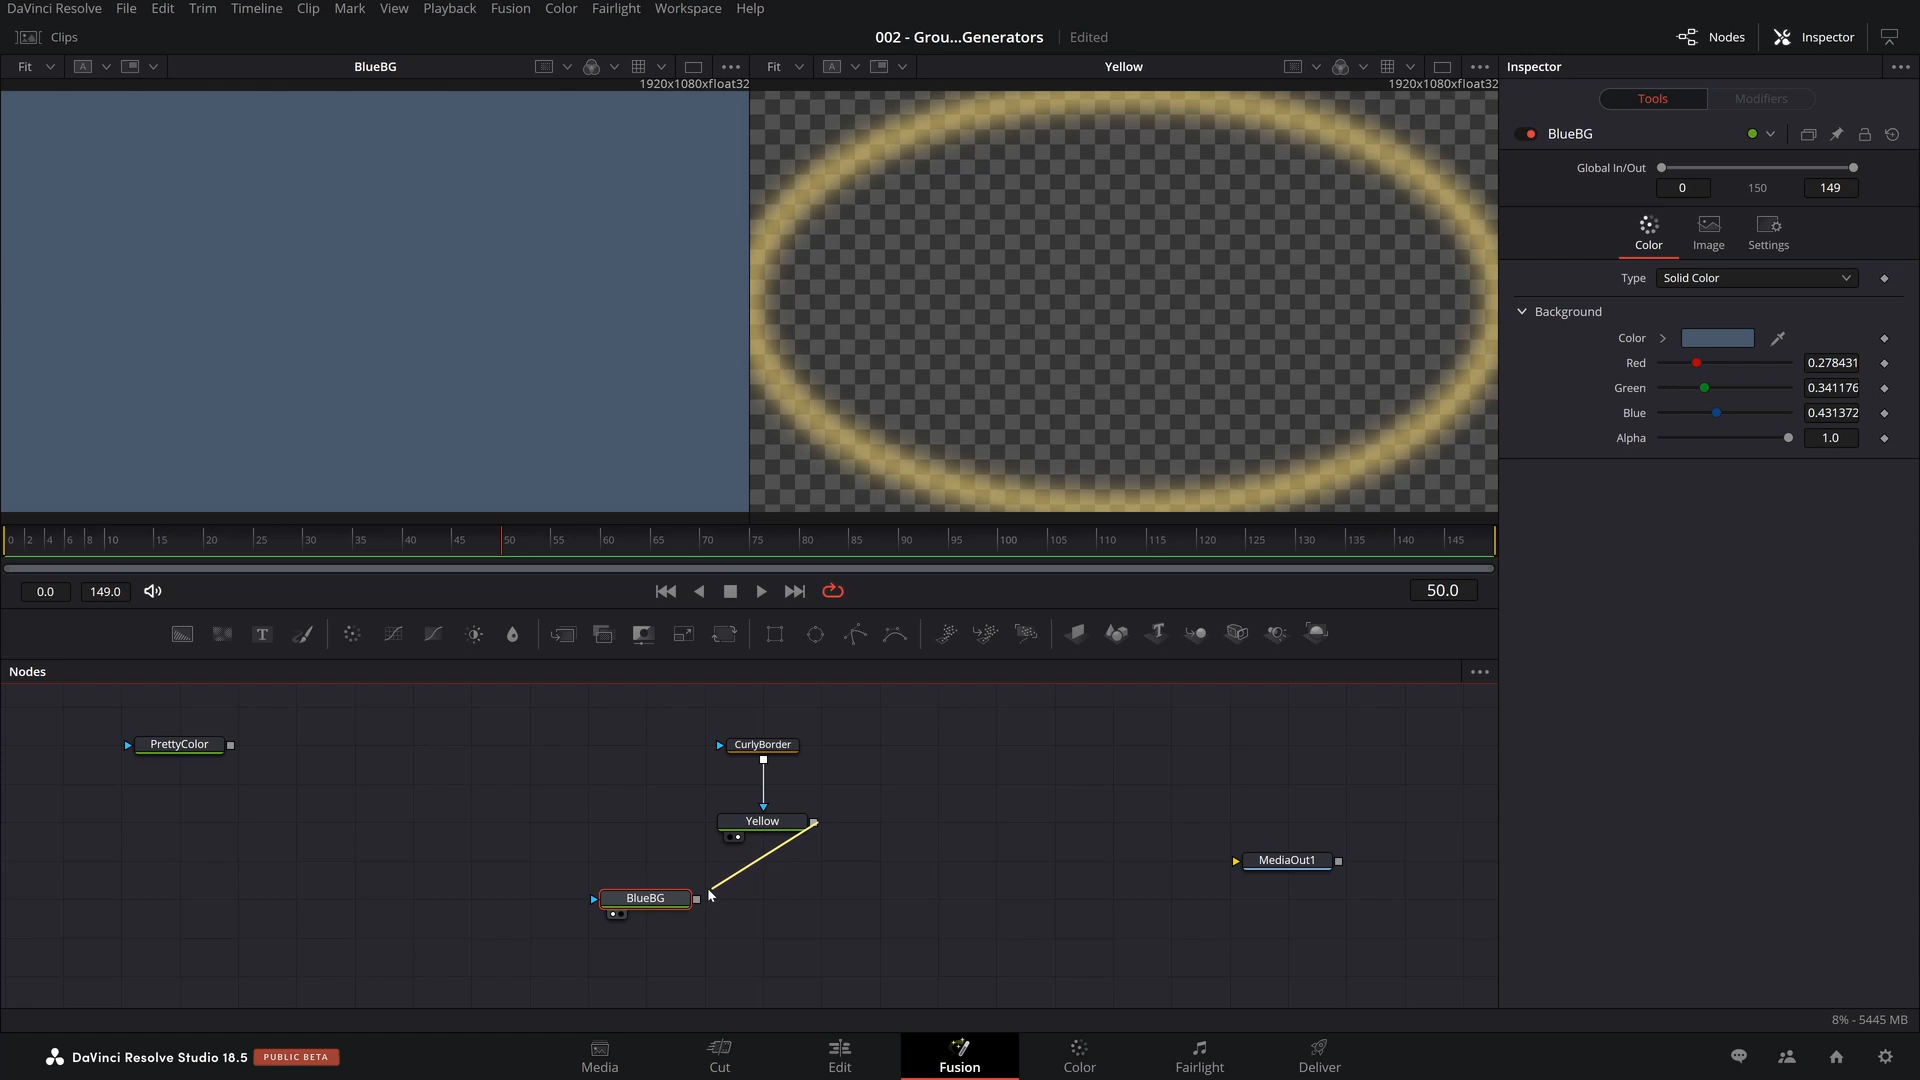 DaVinci Resolve File Edit Trim Timeline Clip Mark View Playback Fusion Color Fairlight Workspace Help
Clips 002 - Grou...Generators Edited Nodes Inspector
Fit A BlueBG Fit A Yellow Inspector
1920x1080xfloat32 1920x1080xfloat32
Tools Modifiers
BlueBG
Global In/Out
0 150 149
Color Image Settings
Type Solid Color
Background
Color
Red 0.278431
Green 0.341176
Blue 0.431372
Alpha 1.0
0 2 4 6 8 10 15 20 25 30 35 40 45 50 55 60 65 70 75 80 85 90 95 100 105 110 115 120 125 130 135 140 145
0.0 149.0 50.0
T T
Nodes
PrettyColor CurlyBorder
Yellow
MediaOut1
BlueBG
8% - 5445 MB
DaVinci Resolve Studio 18.5 PUBLIC BETA
Media Cut Edit Fusion Color Fairlight Deliver